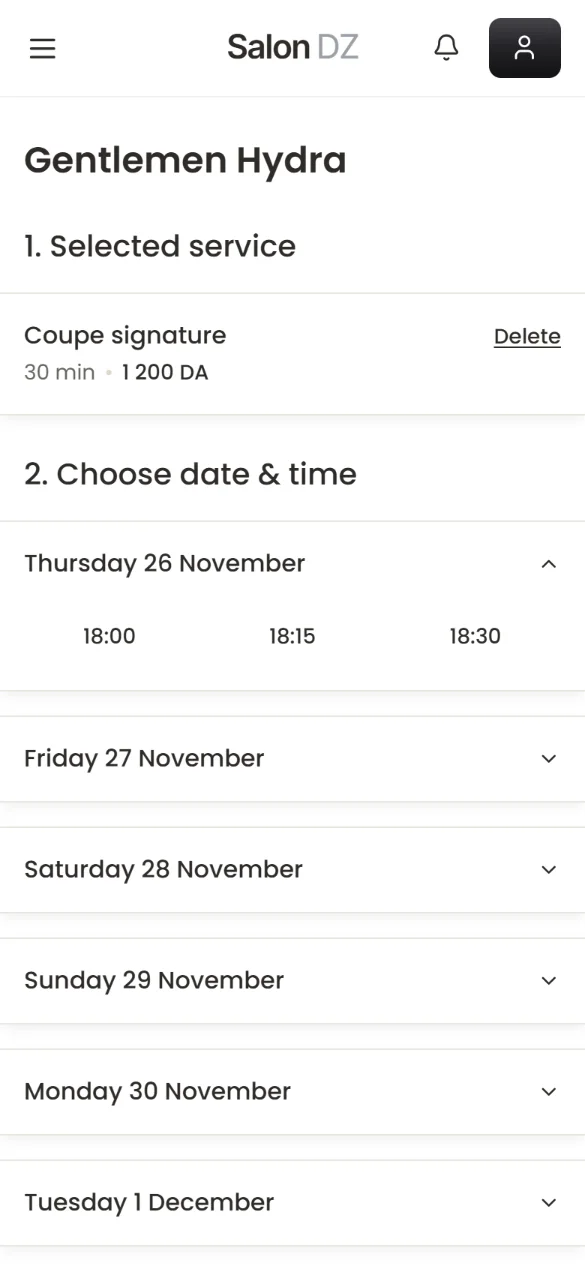 Salon DZ
Gentlemen Hydra
1. Selected service
Coupe signature
Delete
30 min • 1 200 DA
2. Choose date & time
Thursday 26 November
18:00 18:15 18:30
Friday 27 November
Saturday 28 November
Sunday 29 November
Monday 30 November
Tuesday 1 December